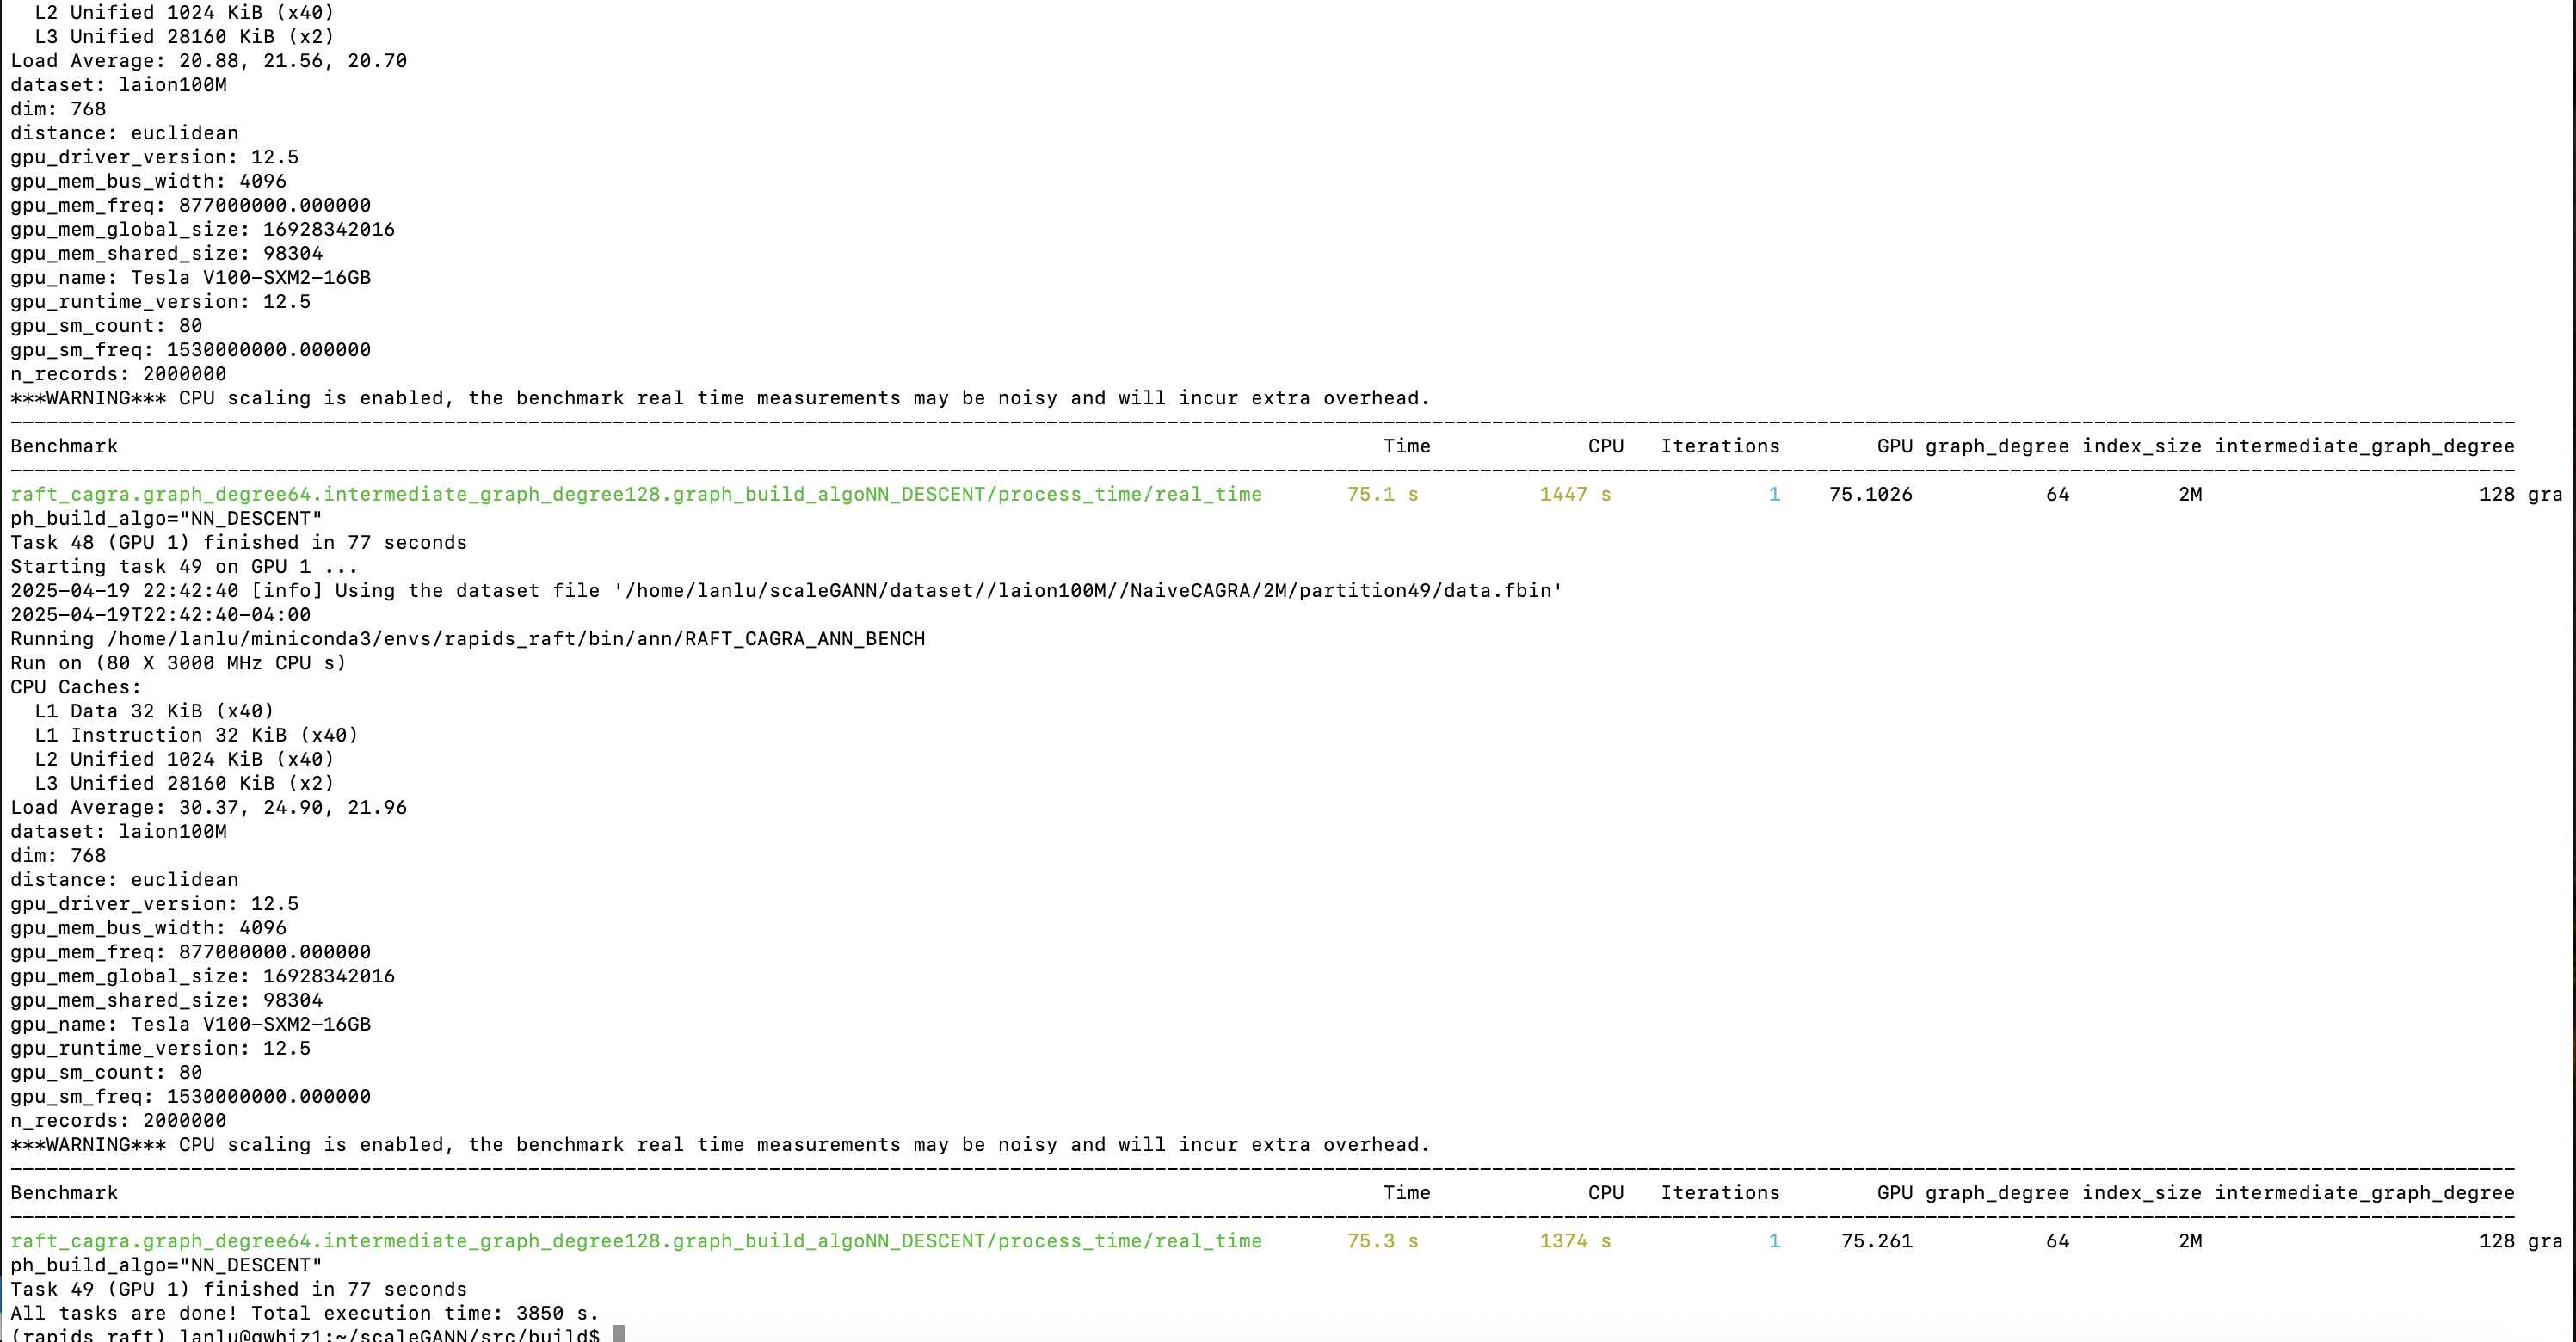 L2 Unified 1024 KiB (x40)
  L3 Unified 28160 KiB (x2)
Load Average: 20.88, 21.56, 20.70
dataset: laion100M
dim: 768
distance: euclidean
gpu_driver_version: 12.5
gpu_mem_bus_width: 4096
gpu_mem_freq: 877000000.000000
gpu_mem_global_size: 16928342016
gpu_mem_shared_size: 98304
gpu_name: Tesla V100-SXM2-16GB
gpu_runtime_version: 12.5
gpu_sm_count: 80
gpu_sm_freq: 1530000000.000000
n_records: 2000000
***WARNING*** CPU scaling is enabled, the benchmark real time measurements may be noisy and will incur extra overhead.
Benchmark Time CPU Iterations GPU graph_degree index_size intermediate_graph_degree
raft_cagra.graph_degree64.intermediate_graph_degree128.graph_build_algoNN_DESCENT/process_time/real_time 75.1 s 1447 s 1 75.1026 64 2M 128 gra
ph_build_algo="NN_DESCENT"
Task 48 (GPU 1) finished in 77 seconds
Starting task 49 on GPU 1 ...
2025-04-19 22:42:40 [info] Using the dataset file '/home/lanlu/scaleGANN/dataset//laion100M//NaiveCAGRA/2M/partition49/data.fbin'
2025-04-19T22:42:40-04:00
Running /home/lanlu/miniconda3/envs/rapids_raft/bin/ann/RAFT_CAGRA_ANN_BENCH
Run on (80 X 3000 MHz CPU s)
CPU Caches:
  L1 Data 32 KiB (x40)
  L1 Instruction 32 KiB (x40)
  L2 Unified 1024 KiB (x40)
  L3 Unified 28160 KiB (x2)
Load Average: 30.37, 24.90, 21.96
dataset: laion100M
dim: 768
distance: euclidean
gpu_driver_version: 12.5
gpu_mem_bus_width: 4096
gpu_mem_freq: 877000000.000000
gpu_mem_global_size: 16928342016
gpu_mem_shared_size: 98304
gpu_name: Tesla V100-SXM2-16GB
gpu_runtime_version: 12.5
gpu_sm_count: 80
gpu_sm_freq: 1530000000.000000
n_records: 2000000
***WARNING*** CPU scaling is enabled, the benchmark real time measurements may be noisy and will incur extra overhead.
Benchmark Time CPU Iterations GPU graph_degree index_size intermediate_graph_degree
raft_cagra.graph_degree64.intermediate_graph_degree128.graph_build_algoNN_DESCENT/process_time/real_time 75.3 s 1374 s 1 75.261 64 2M 128 gra
ph_build_algo="NN_DESCENT"
Task 49 (GPU 1) finished in 77 seconds
All tasks are done! Total execution time: 3850 s.
(rapids_raft) lanlu@gwhiz1:~/scaleGANN/src/build$